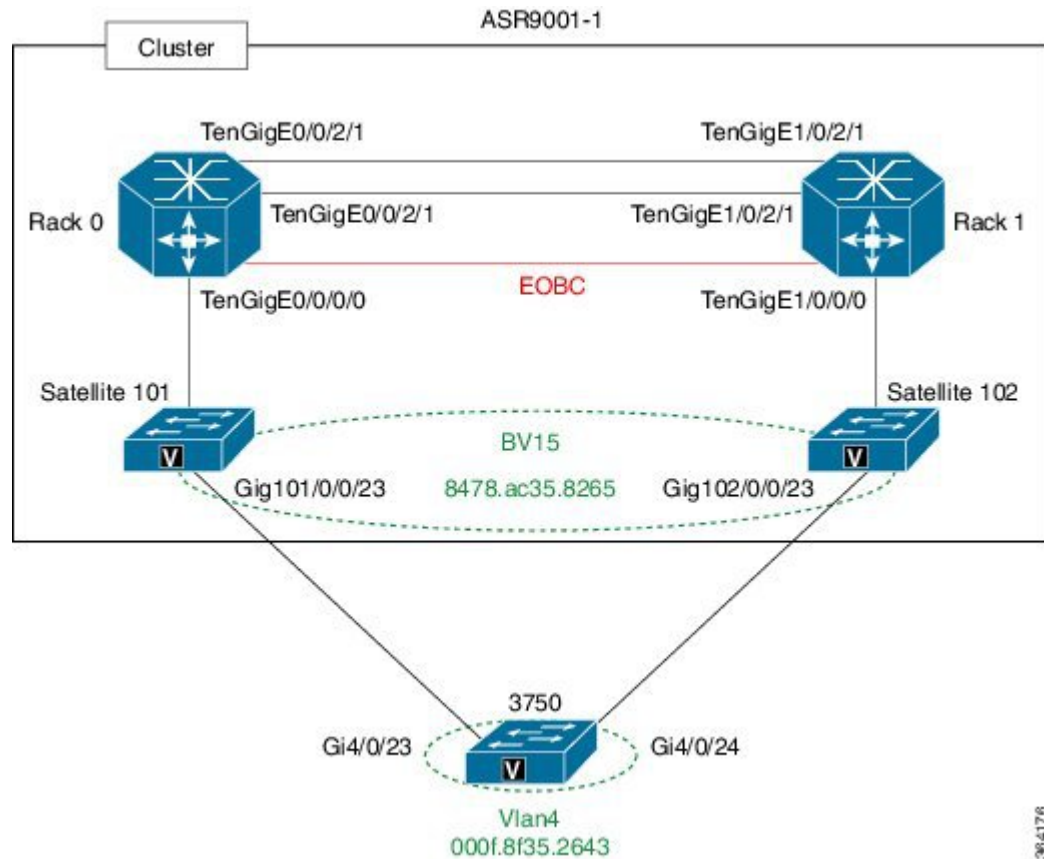 ASR9001-1
Cluster
TenGigE0/0/2/1
TenGigE1/0/2/1
Rack 0
TenGigE0/0/2/1
TenGigE1/0/2/1
Rack 1
EOBC
TenGigE0/0/0/0
TenGigE1/0/0/0
Satellite 101
Satellite 102
BV15
V
V
Gig101/0/0/23
8478.ac35.8265
Gig102/0/0/23
3750
Gi4/0/23
Gi4/0/24
V
Vlan4
000f.8f35.2643
364176